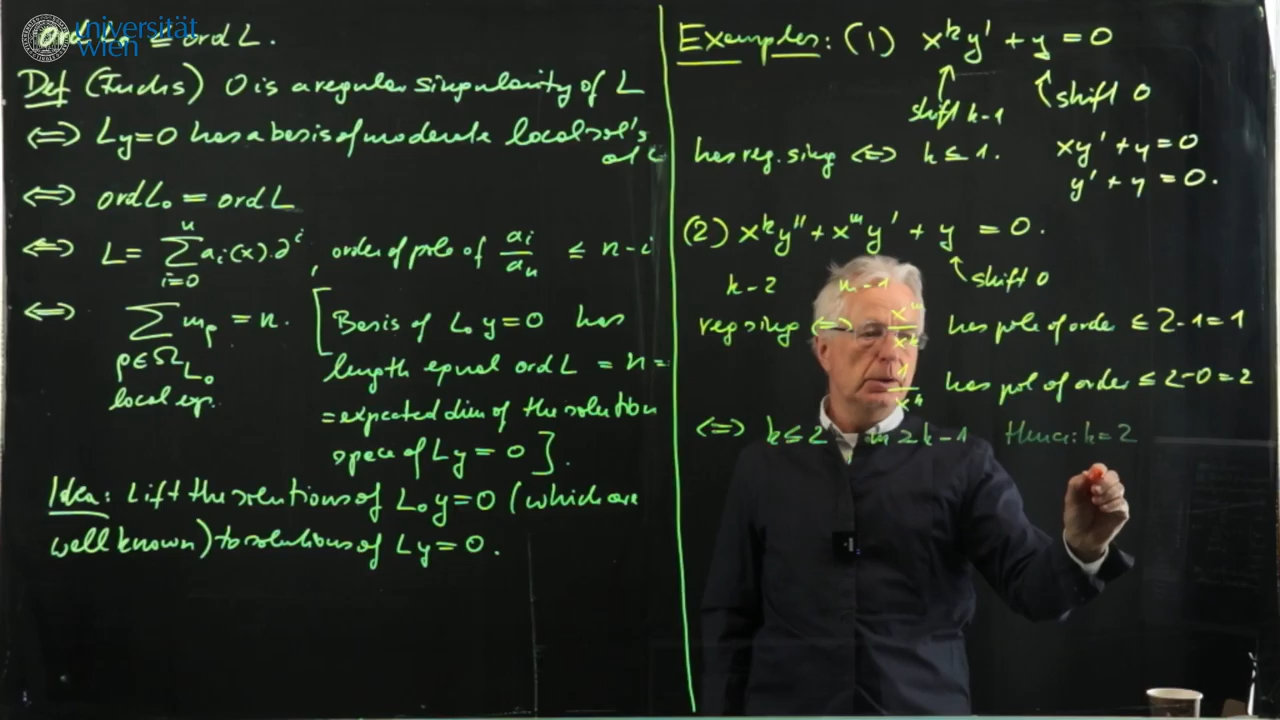 universität
wien
ord L₀ ≤ ord L.
Def (Fuchs) 0 is a regular singularity of L
⟺ Ly=0 has a basis of moderate local sol's
at
⟺ ord L₀ = ord L
⟺ L = Σ_{i=0}^{n} a_i(x)·∂^i, order of pole of a_i/a_n ≤ n-i
⟺ Σ_{ρ∈Ω_{L₀}} m_ρ = n. [Basis of L₀y=0 has
local exp.
length equal ord L = n =
= expected dim of the solution
space of Ly=0].
Idea: Lift the solutions of L₀y=0 (which are
well known) to solutions of Ly=0.
Examples: (1) x^k y' + y = 0
shift k-1
shift 0
has reg. sing ⟺ k ≤ 1.
xy' + y = 0
y' + y = 0.
(2) x^k y'' + x^m y' + y = 0.
k-2
m-1
shift 0
reg sing ⟺ x^m/x^k has pole of order ≤ 2-1=1
1/x^k has pol of order ≤ 2-0=2
⟺ k≤2 m ≥ k-1 Hence: k=2